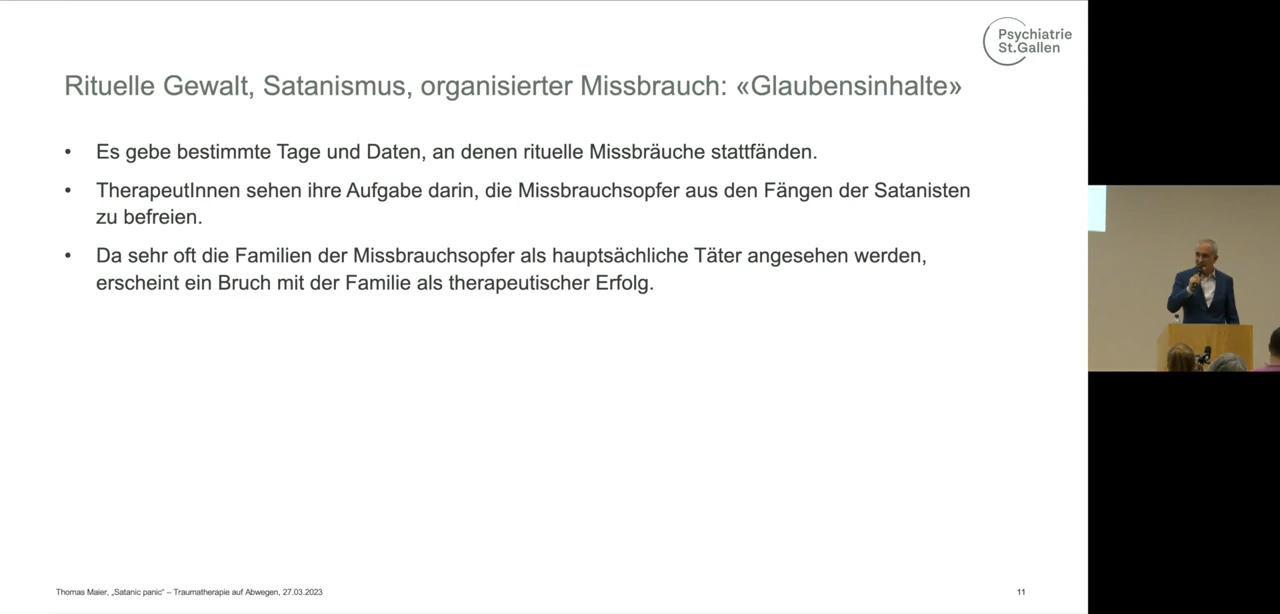 Psychiatrie
St.Gallen
Rituelle Gewalt, Satanismus, organisierter Missbrauch: «Glaubensinhalte»
• Es gebe bestimmte Tage und Daten, an denen rituelle Missbräuche stattfänden.
• TherapeutInnen sehen ihre Aufgabe darin, die Missbrauchsopfer aus den Fängen der Satanisten
zu befreien.
• Da sehr oft die Familien der Missbrauchsopfer als hauptsächliche Täter angesehen werden,
erscheint ein Bruch mit der Familie als therapeutischer Erfolg.
Thomas Maier, „Satanic panic“ – Traumatherapie auf Abwegen, 27.03.2023 11